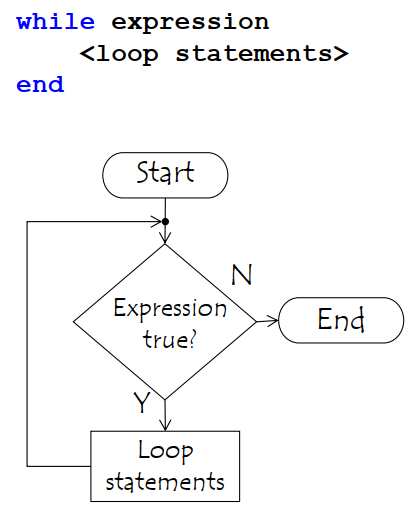 while expression
<loop statements>
end
Start
N
Expression
true?
End
Y
Loop
statements